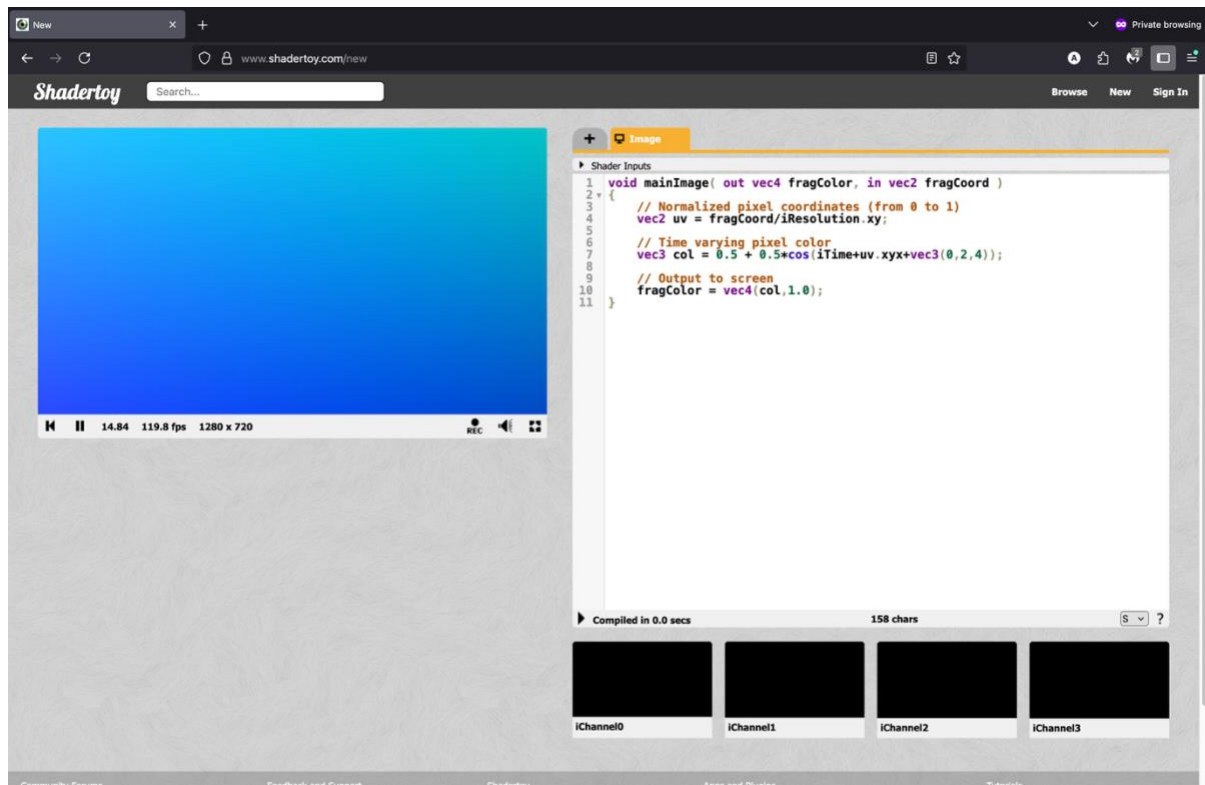 New
Private browsing
www.shadertoy.com/new
2
Shadertoy
Search...
Browse New Sign In
+ Image
Shader Inputs
1 void mainImage( out vec4 fragColor, in vec2 fragCoord )
2 {
3 // Normalized pixel coordinates (from 0 to 1)
4 vec2 uv = fragCoord/iResolution.xy;
5
6 // Time varying pixel color
7 vec3 col = 0.5 + 0.5*cos(iTime+uv.xyx+vec3(0,2,4));
8
9 // Output to screen
10 fragColor = vec4(col,1.0);
11 }
14.84 119.8 fps 1280 x 720 REC
Compiled in 0.0 secs 158 chars S ?
iChannel0 iChannel1 iChannel2 iChannel3